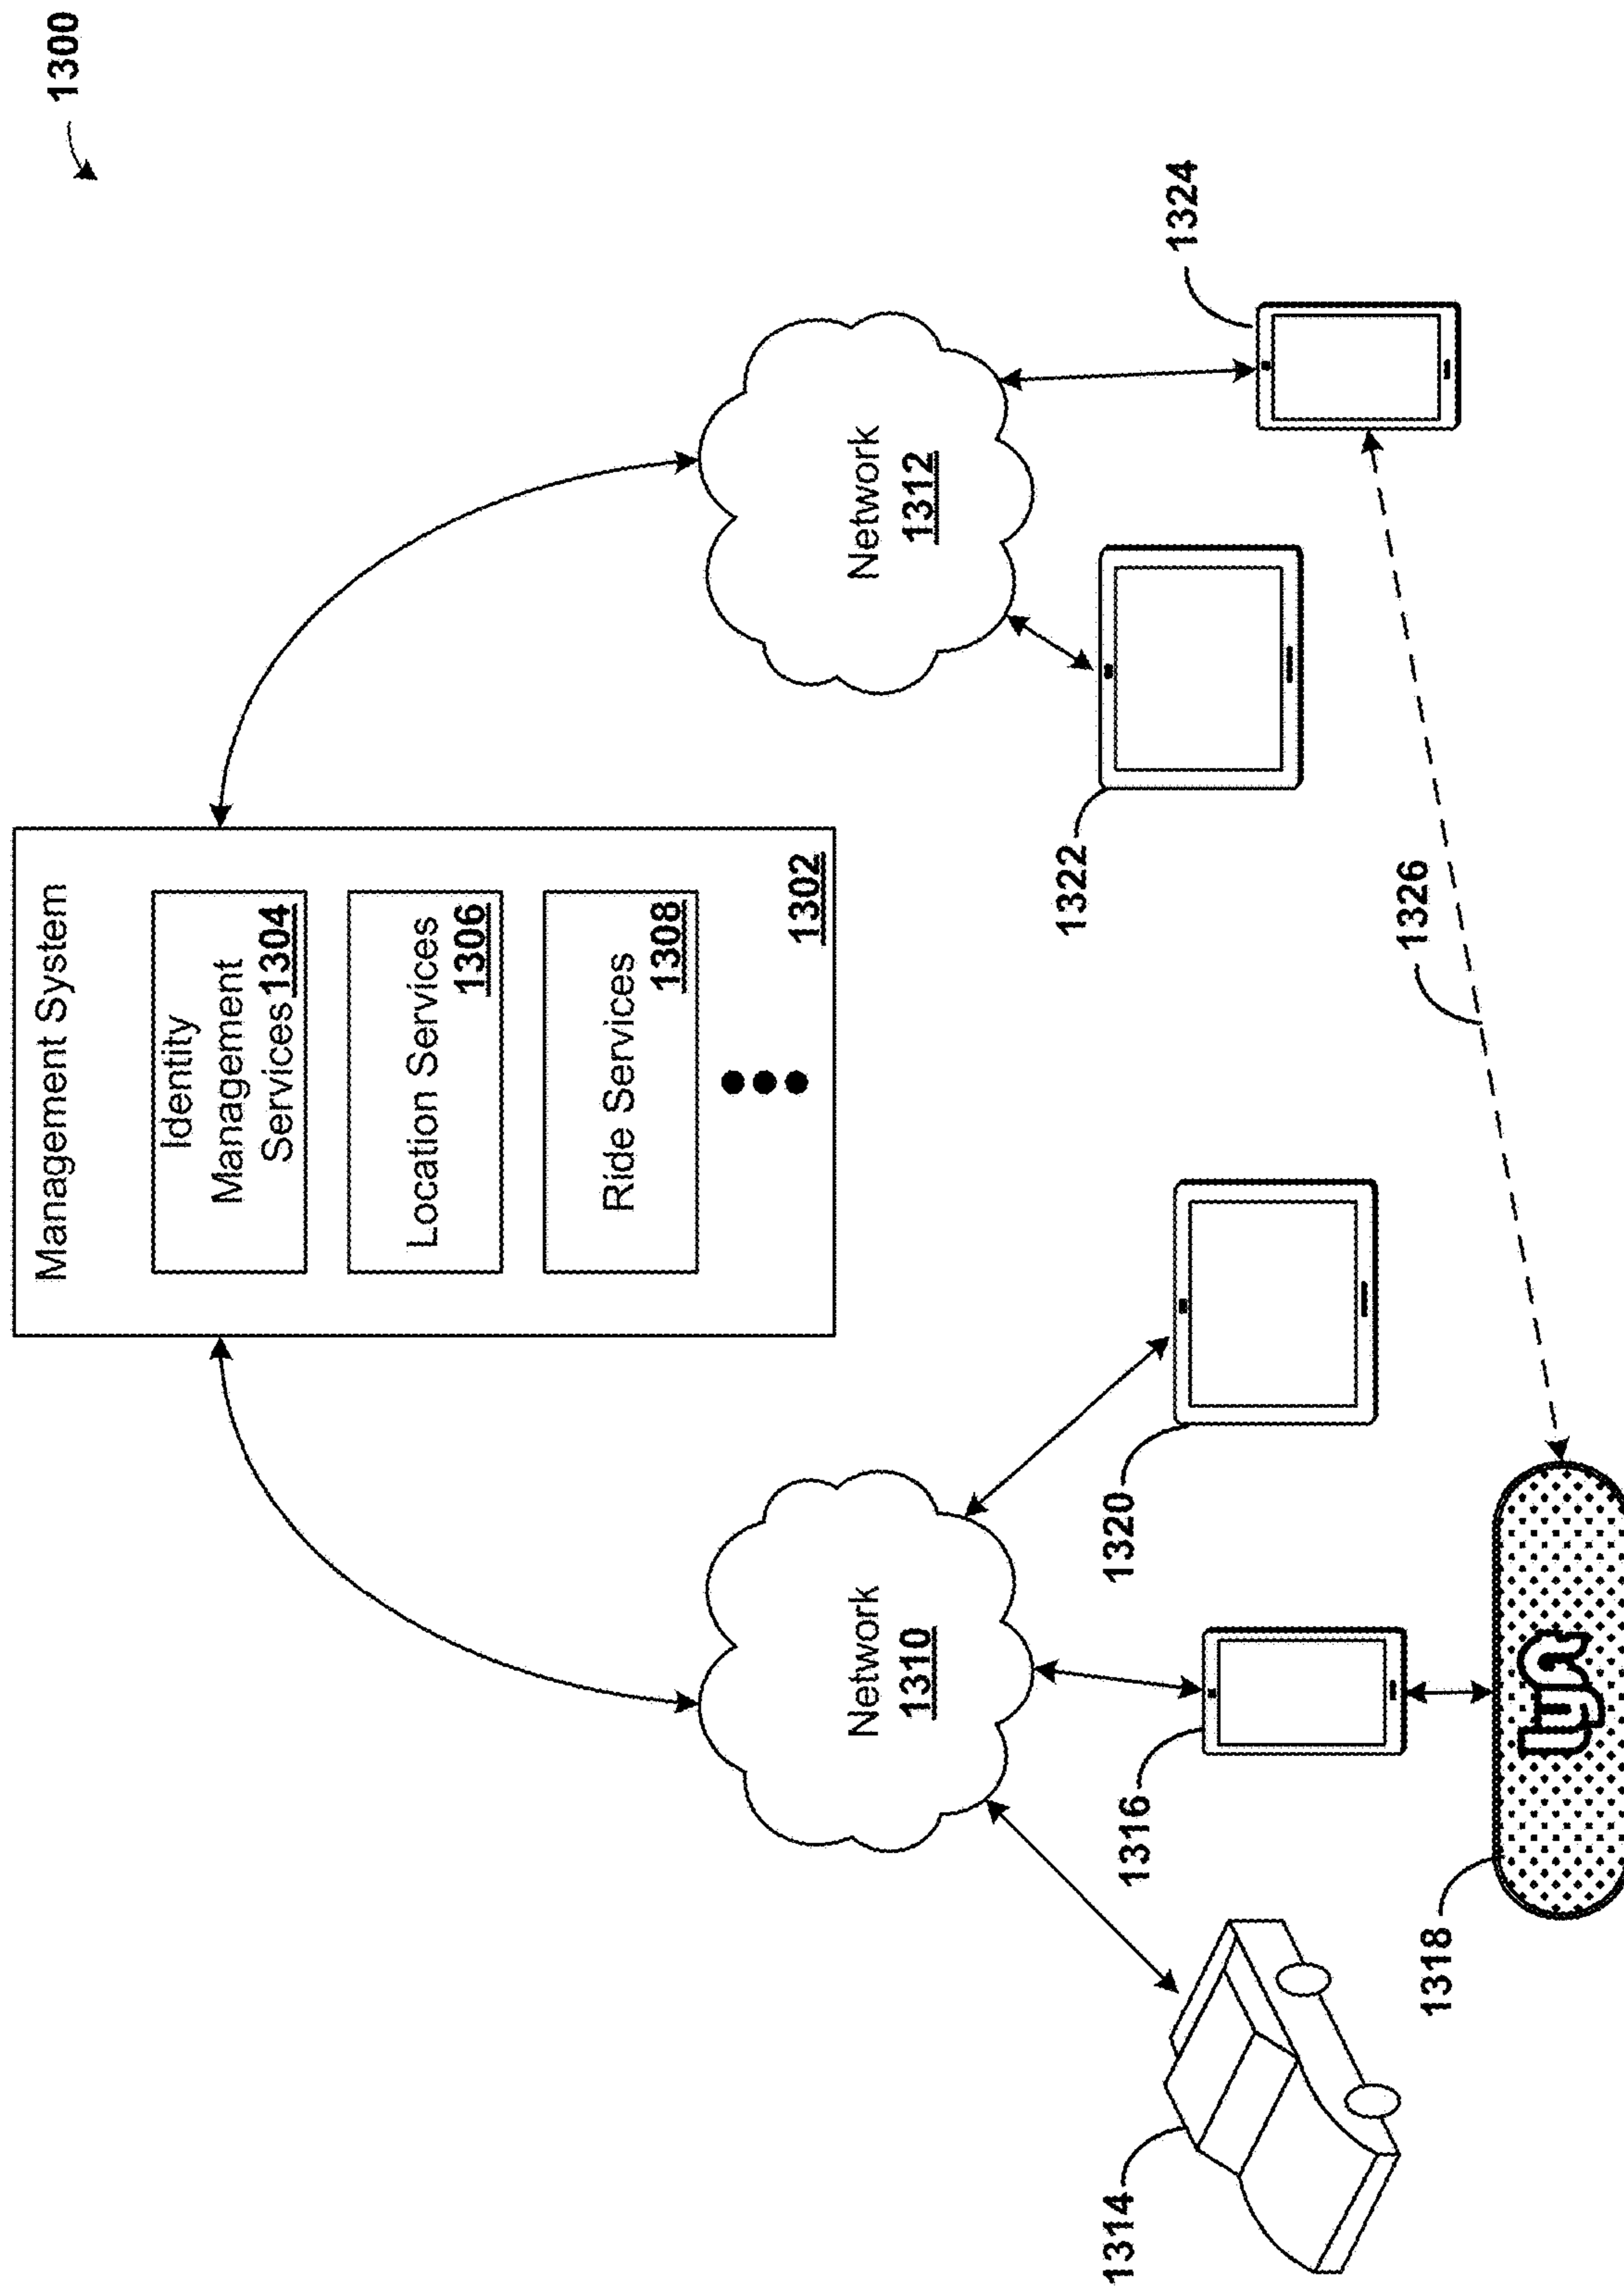 1300
Management System
Identity
Management
Services 1304
Location Services
1306
Ride Services
1308
1302
Network
1310
Network
1312
1314
1316
1318
1320
1322
1324
1326